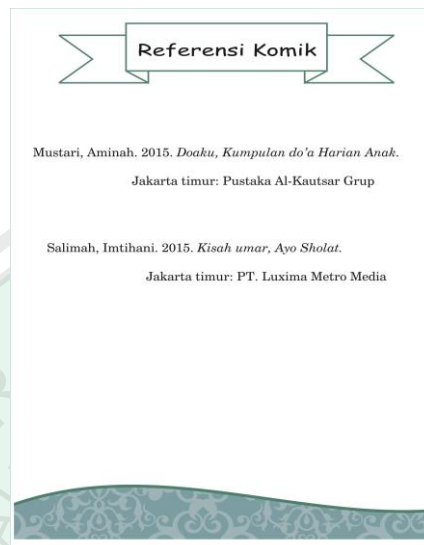 Referensi Komik
Mustari, Aminah. 2015. Doaku, Kumpulan do'a Harian Anak.
Jakarta timur: Pustaka Al-Kautsar Grup
Salimah, Imtihani. 2015. Kisah umar, Ayo Sholat.
Jakarta timur: PT. Luxima Metro Media